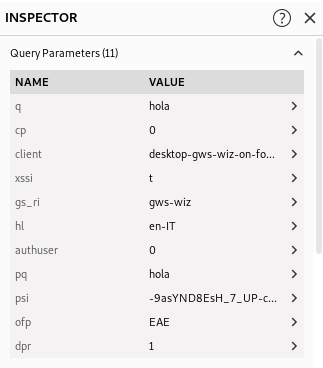 INSPECTOR
Query Parameters (11)
NAME VALUE
q hola
cp 0
client desktop-gws-wiz-on-fo...
xssi t
gs_ri gws-wiz
hl en-IT
authuser 0
pq hola
psi -9asYND8EsH_7_UP-c...
ofp EAE
dpr 1